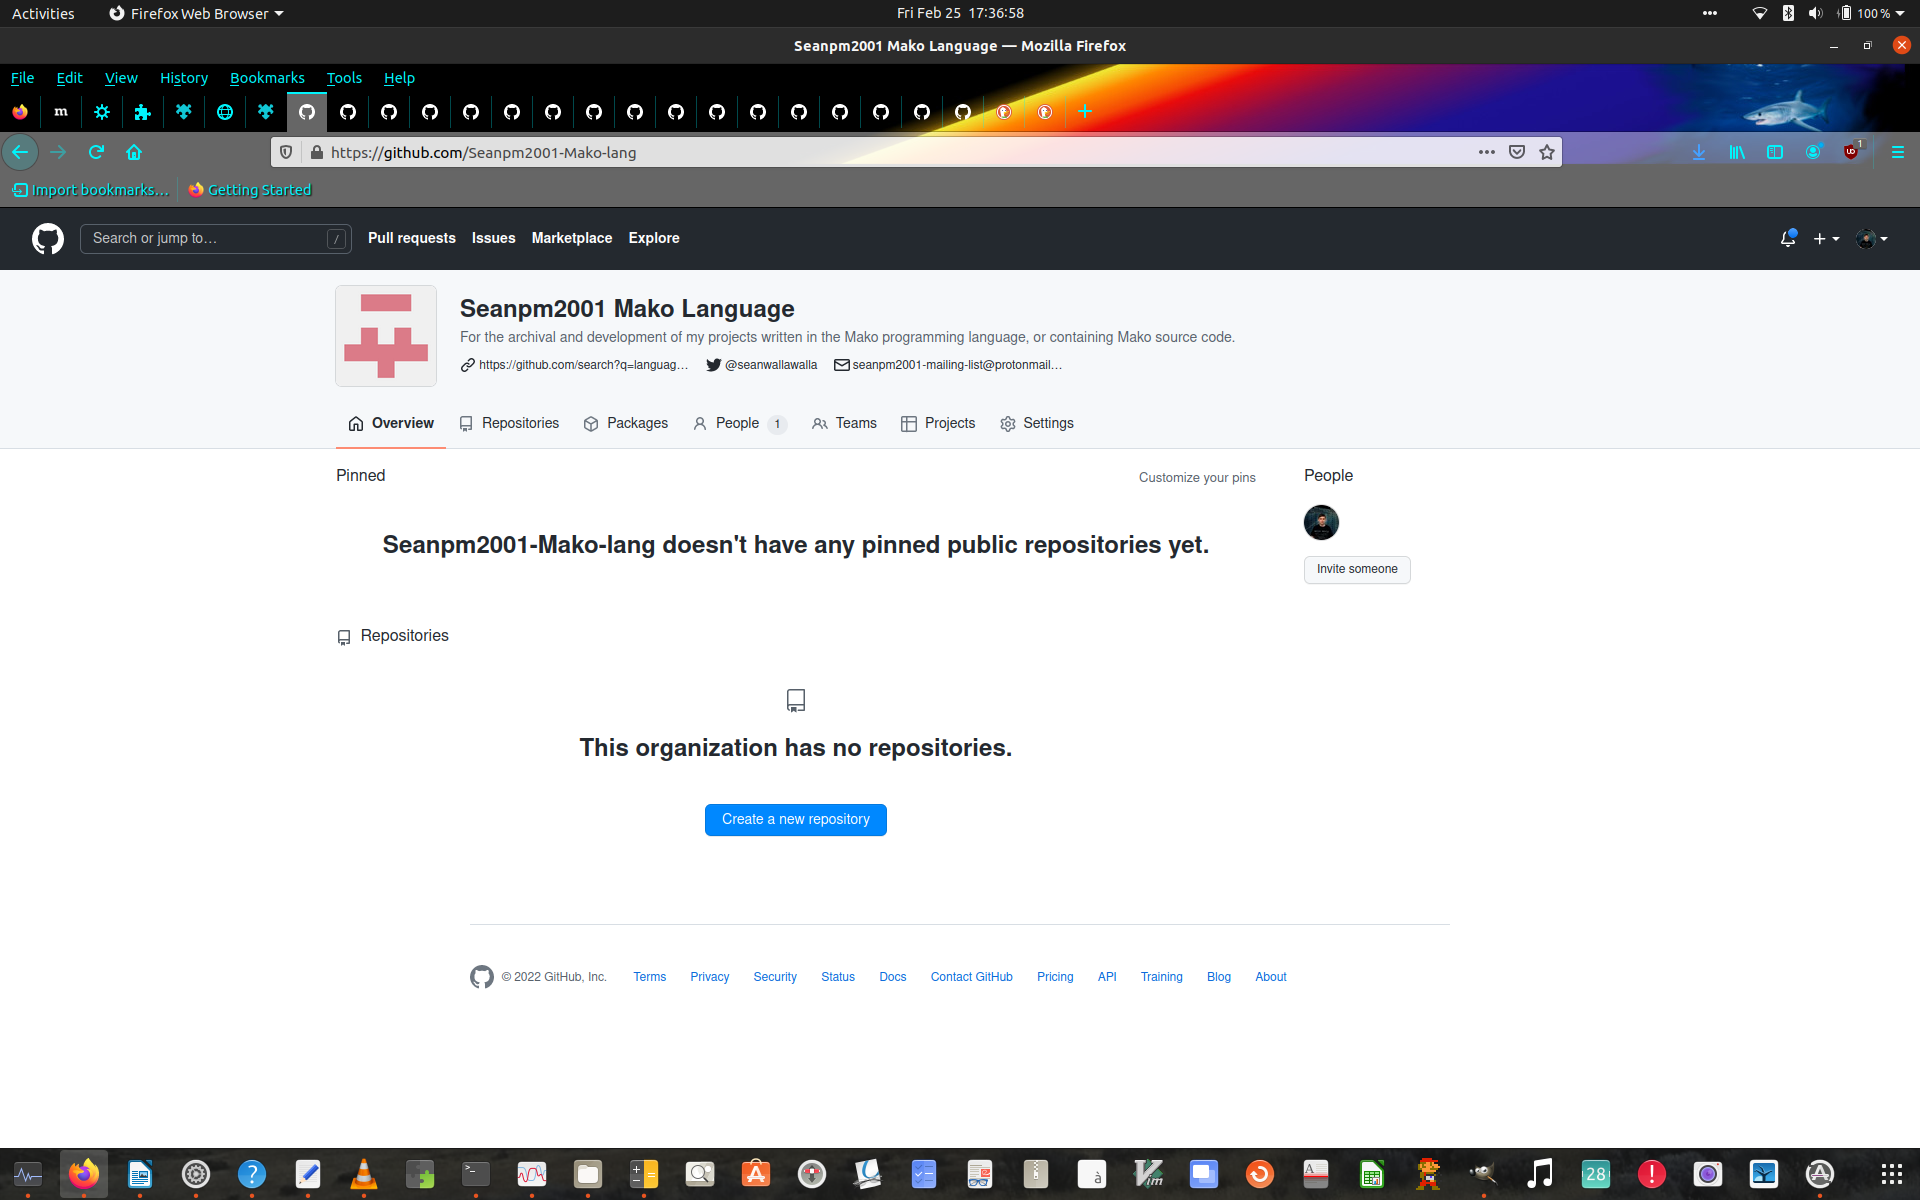 Activities Firefox Web Browser Fri Feb 25 17:36:58 100 %
Seanpm2001 Mako Language — Mozilla Firefox
File Edit View History Bookmarks Tools Help
m
https://github.com/Seanpm2001-Mako-lang 1
Import bookmarks... Getting Started
Search or jump to... / Pull requests Issues Marketplace Explore
Seanpm2001 Mako Language
For the archival and development of my projects written in the Mako programming language, or containing Mako source code.
https://github.com/search?q=languag... @seanwallawalla seanpm2001-mailing-list@protonmail...
Overview Repositories Packages People 1 Teams Projects Settings
Pinned Customize your pins People
Seanpm2001-Mako-lang doesn't have any pinned public repositories yet.
Invite someone
Repositories
This organization has no repositories.
Create a new repository
© 2022 GitHub, Inc. Terms Privacy Security Status Docs Contact GitHub Pricing API Training Blog About
28